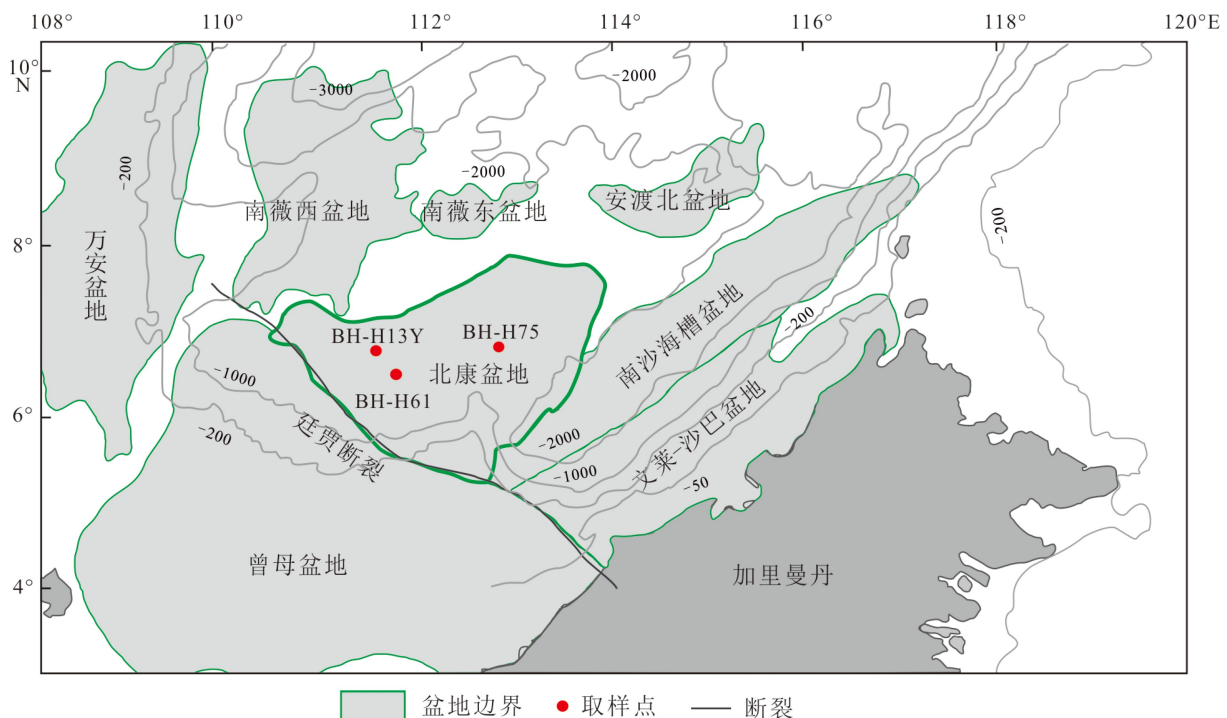 108° 110° 112° 114° 116° 118° 120°E
10°
N
-3000
-2000
-200
-2000
南薇西盆地
南薇东盆地
安渡北盆地
-200
8°
万安盆地
南沙海槽盆地
BH-H13Y
BH-H75
-200
北康盆地
-1000
BH-H61
6°
-200
廷贾断裂
-2000
文莱-沙巴盆地
-1000
-50
曾母盆地
加里曼丹
4°
盆地边界 取样点 断裂